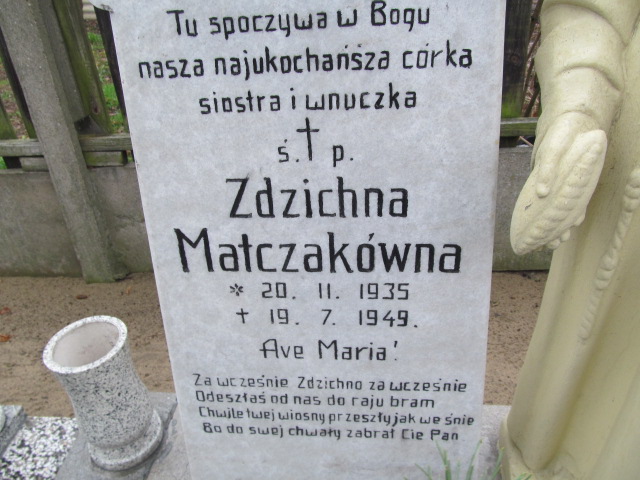 Tu spoczywa w Bogu
nasza najukochańsza córka
siostra i wnuczka
ś. † p.
Zdzichna
Matczakówna
* 20. 11. 1935
† 19. 7. 1949.
Ave Maria!
Za wcześnie Zdzichno za wcześnie
Odeszłaś od nas do raju bram
Chwile twej wiosny przeszły jak we śnie
Bo do swej chwały zabrał Cie Pan